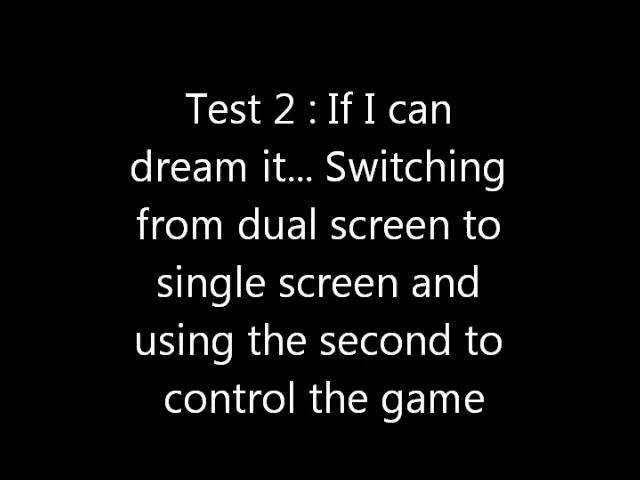 Test 2 : If I can
dream it... Switching
from dual screen to
single screen and
using the second to
control the game